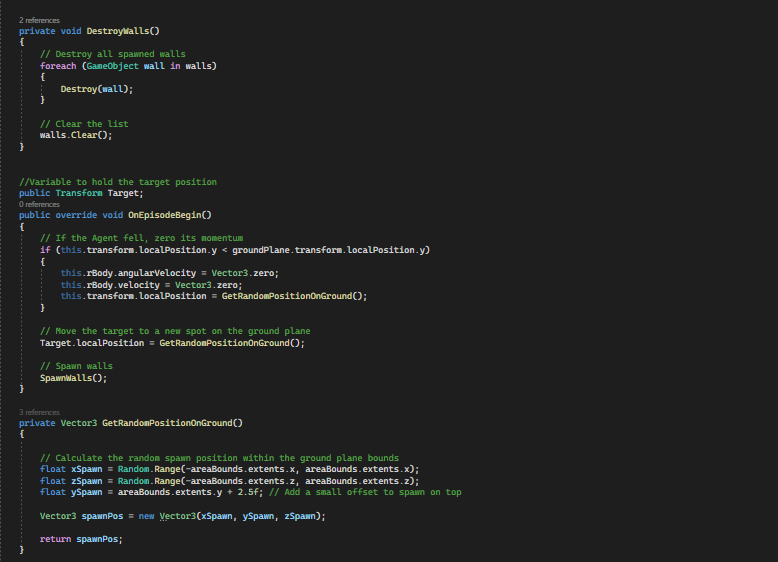 2 references
private void DestroyWalls()
{
// Destroy all spawned walls
foreach (GameObject wall in walls)
{
Destroy(wall);
}
// Clear the list
walls.Clear();
}
//Variable to hold the target position
public Transform Target;
0 references
public override void OnEpisodeBegin()
{
// If the Agent fell, zero its momentum
if (this.transform.localPosition.y < groundPlane.transform.localPosition.y)
{
this.rBody.angularVelocity = Vector3.zero;
this.rBody.velocity = Vector3.zero;
this.transform.localPosition = GetRandomPositionOnGround();
}
// Move the target to a new spot on the ground plane
Target.localPosition = GetRandomPositionOnGround();
// Spawn walls
SpawnWalls();
}
3 references
private Vector3 GetRandomPositionOnGround()
{
// Calculate the random spawn position within the ground plane bounds
float xSpawn = Random.Range(-areaBounds.extents.x, areaBounds.extents.x);
float zSpawn = Random.Range(-areaBounds.extents.z, areaBounds.extents.z);
float ySpawn = areaBounds.extents.y + 2.5f; // Add a small offset to spawn on top
Vector3 spawnPos = new Vector3(xSpawn, ySpawn, zSpawn);
return spawnPos;
}